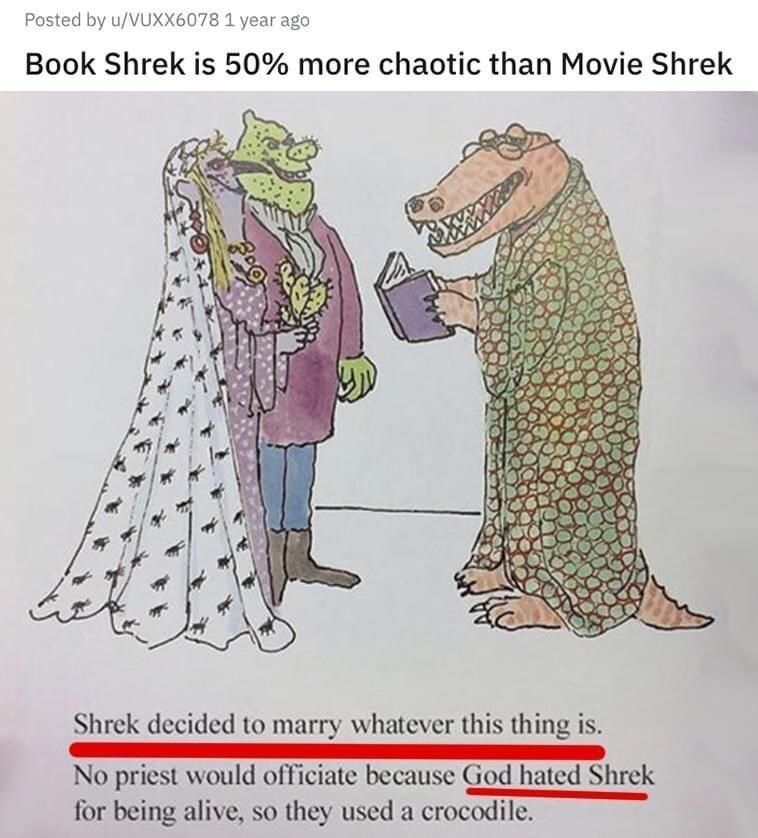 Posted by u/VUXX6078 1 year ago
Book Shrek is 50% more chaotic than Movie Shrek
Shrek decided to marry whatever this thing is.
No priest would officiate because God hated Shrek
for being alive, so they used a crocodile.